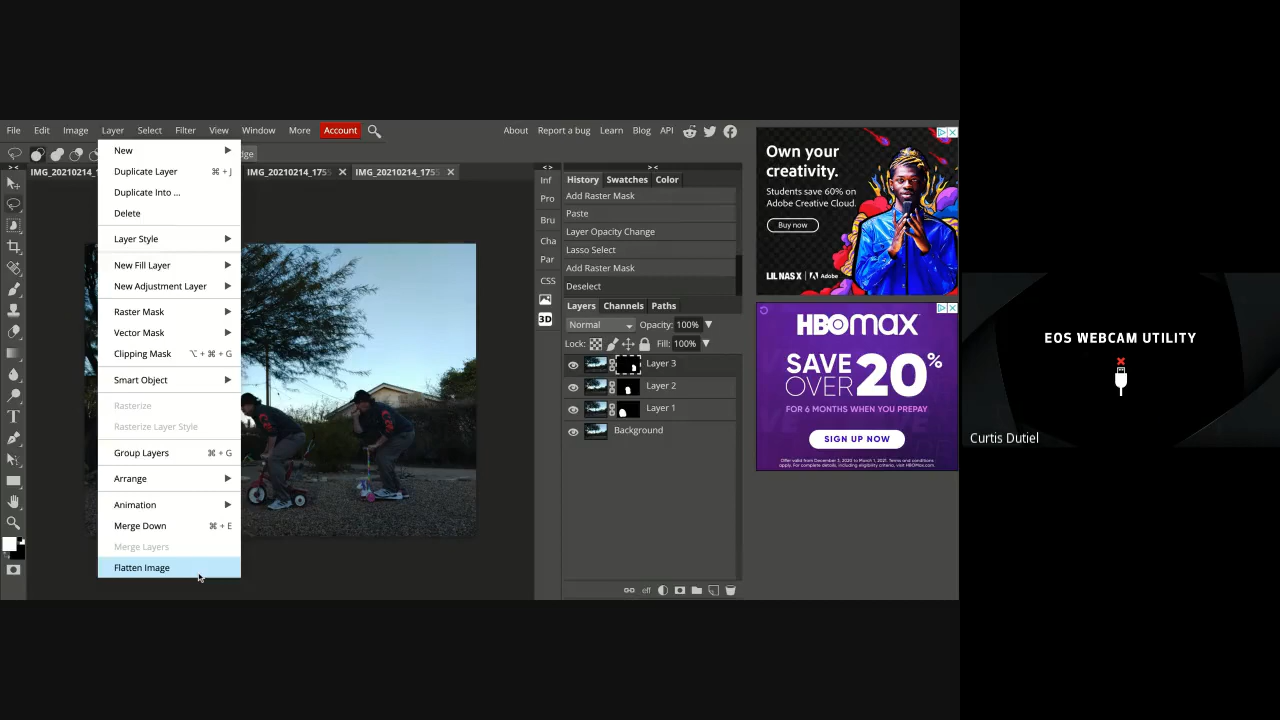 File Edit Image Layer Select Filter View Window More Account
About Report a bug Learn Blog API
IMG_20210214_1
IMG_20210214_175
IMG_20210214_175
New
Duplicate Layer ⌘ + J
Duplicate Into ...
Delete
Layer Style
New Fill Layer
New Adjustment Layer
Raster Mask
Vector Mask
Clipping Mask ⌥ + ⌘ + G
Smart Object
Rasterize
Rasterize Layer Style
Group Layers ⌘ + G
Arrange
Animation
Merge Down ⌘ + E
Merge Layers
Flatten Image
Inf
Pro
Bru
Cha
Par
CSS
3D
History Swatches Color
Add Raster Mask
Paste
Layer Opacity Change
Lasso Select
Add Raster Mask
Deselect
Layers Channels Paths
Normal Opacity: 100%
Lock: Fill: 100%
Layer 3
Layer 2
Layer 1
Background
eff
Own your
creativity.
Students save 60% on
Adobe Creative Cloud.
Buy now
LIL NAS X | Adobe
HBOmax
SAVE
OVER 20%
FOR 6 MONTHS WHEN YOU PREPAY
SIGN UP NOW
EOS WEBCAM UTILITY
Curtis Dutiel